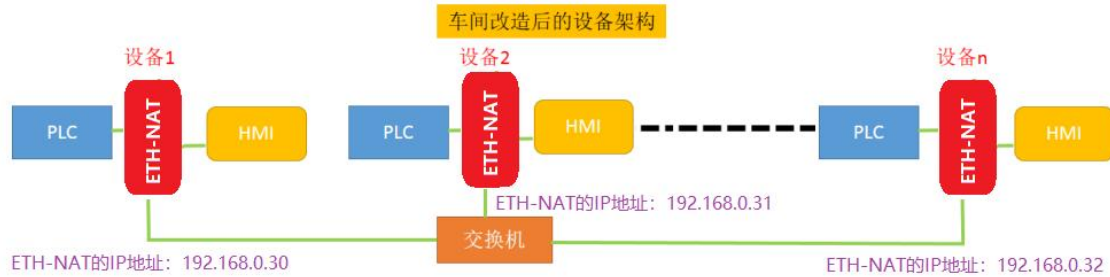 车间改造后的设备架构
设备1
设备2
设备n
PLC
ETH-NAT
HMI
PLC
ETH-NAT
HMI
PLC
ETH-NAT
HMI
ETH-NAT的IP地址：192.168.0.31
交换机
ETH-NAT的IP地址：192.168.0.30
ETH-NAT的IP地址：192.168.0.32